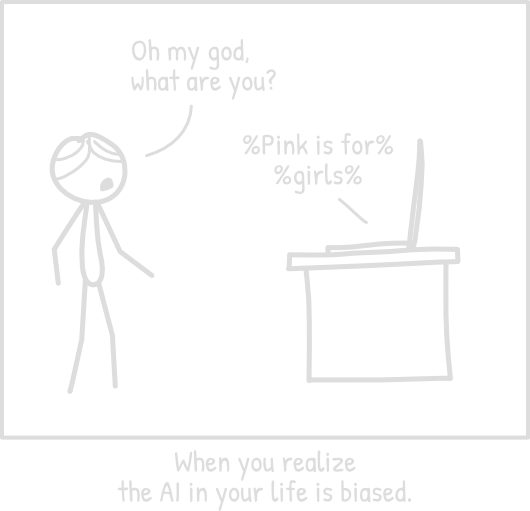 Oh my god,
what are you?
%Pink is for%
%girls%
When you realize
the AI in your life is biased.